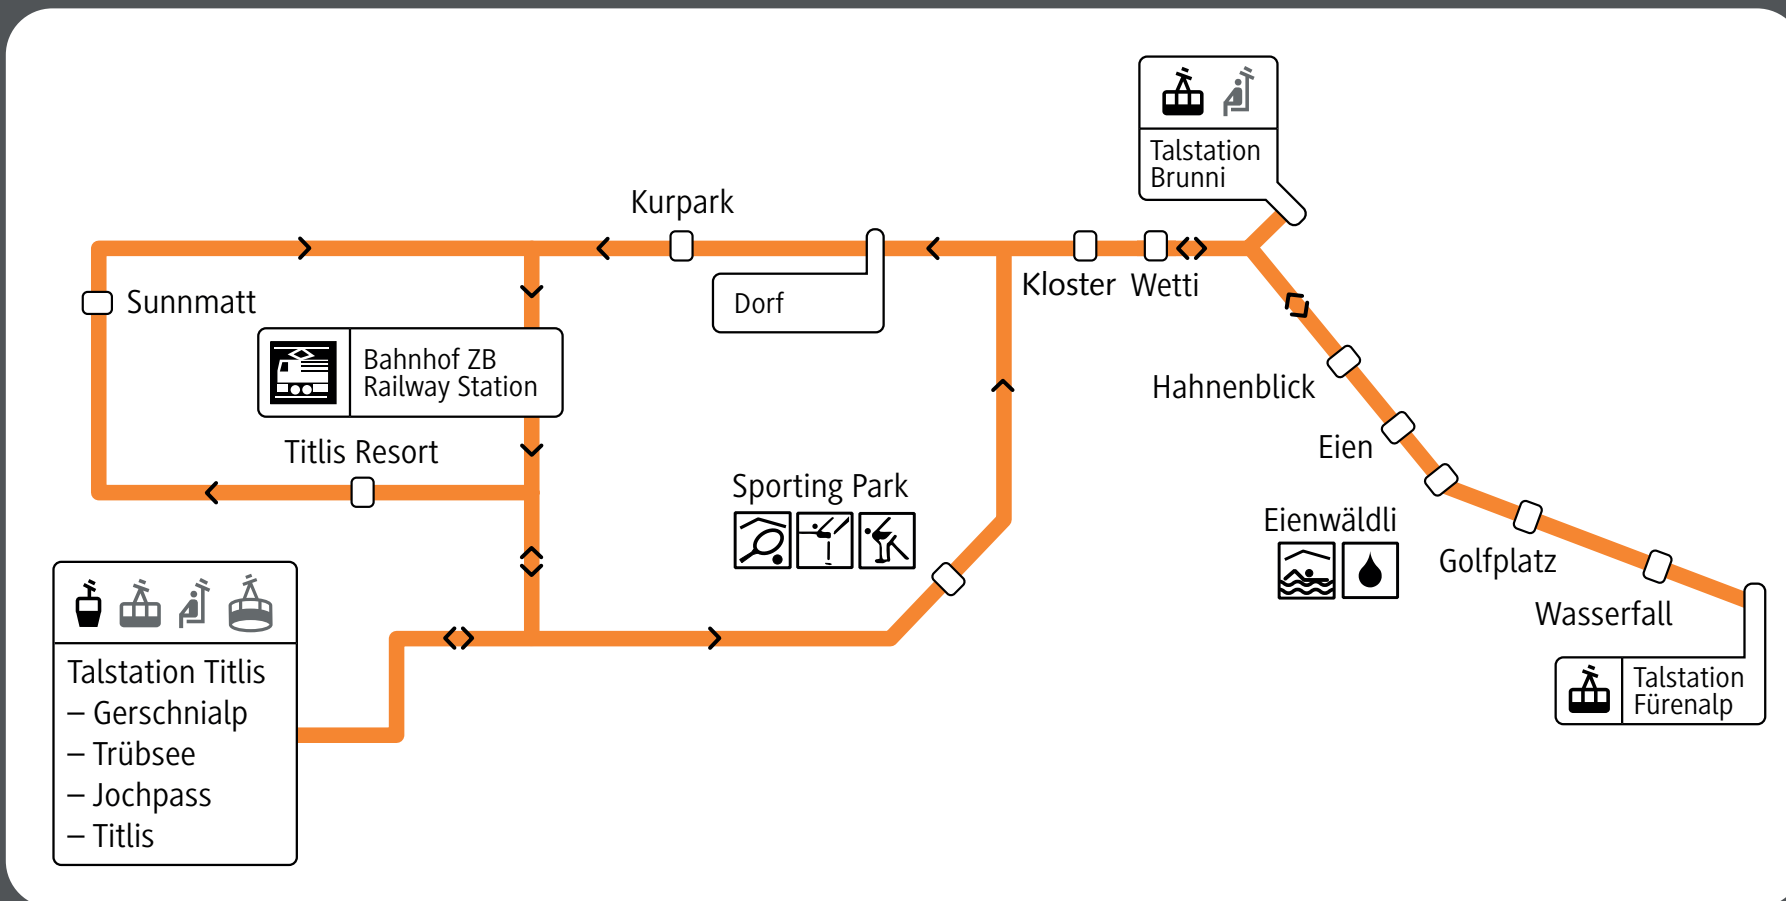 Talstation
Brunni
Kurpark
Kloster
Wetti
Sunnmatt
Dorf
Bahnhof ZB
Railway Station
Hahnenblick
Titlis Resort
Eien
Sporting Park
Eienwäldli
Golfplatz
Wasserfall
Talstation Titlis
– Gerschnialp
– Trübsee
– Jochpass
– Titlis
Talstation
Fürenalp